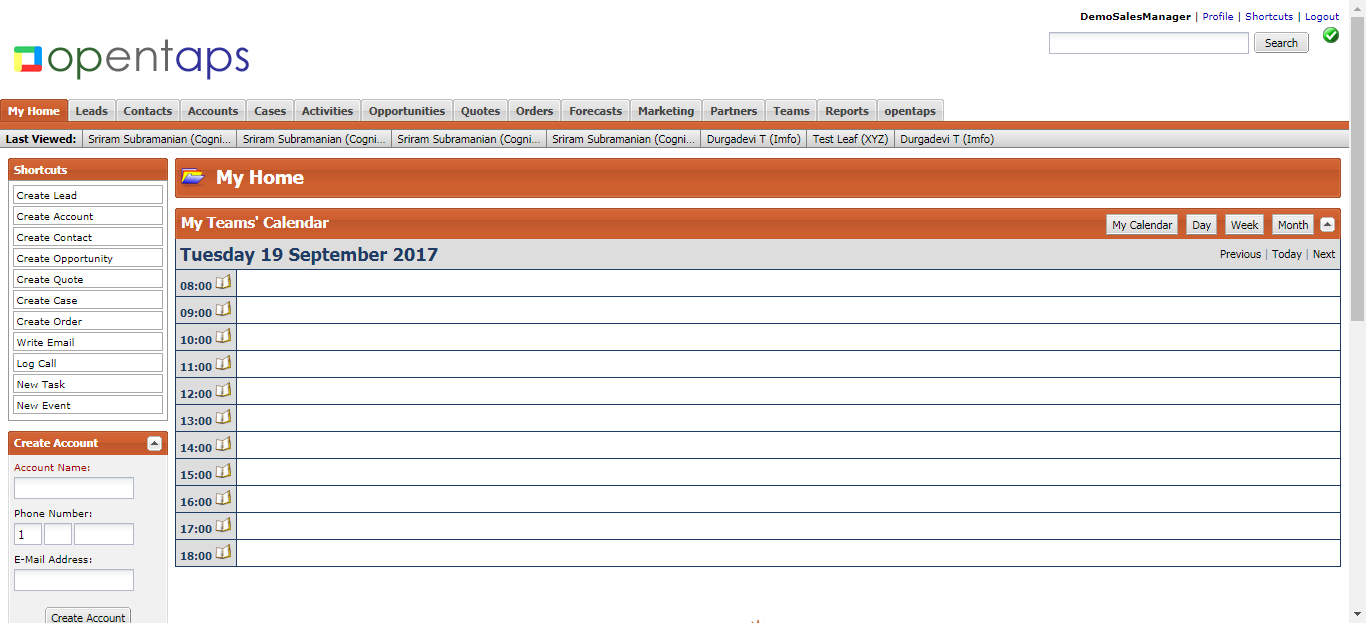 DemoSalesManager | Profile | Shortcuts | Logout
opentaps
Search
My Home Leads Contacts Accounts Cases Activities Opportunities Quotes Orders Forecasts Marketing Partners Teams Reports opentaps
Last Viewed: Sriram Subramanian (Cogni... Sriram Subramanian (Cogni... Sriram Subramanian (Cogni... Sriram Subramanian (Cogni... Durgadevi T (Imfo) Test Leaf (XYZ) Durgadevi T (Imfo)
Shortcuts
Create Lead
Create Account
Create Contact
Create Opportunity
Create Quote
Create Case
Create Order
Write Email
Log Call
New Task
New Event
Create Account
Account Name:
Phone Number:
1
E-Mail Address:
Create Account
My Home
My Teams' Calendar My Calendar Day Week Month
Tuesday 19 September 2017 Previous | Today | Next
08:00
09:00
10:00
11:00
12:00
13:00
14:00
15:00
16:00
17:00
18:00